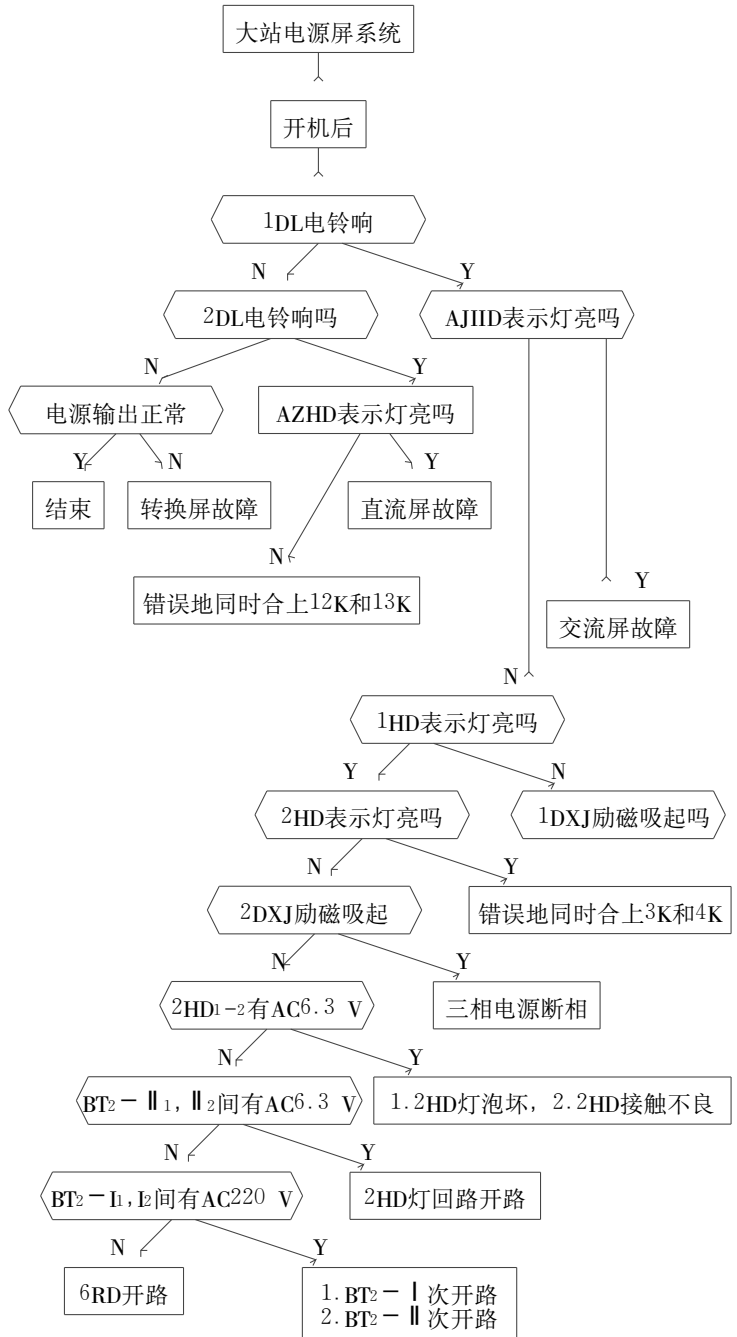 大站电源屏系统
开机后
1DL电铃响
N
Y
2DL电铃响吗
AJIID表示灯亮吗
N
Y
电源输出正常
AZHD表示灯亮吗
Y
N
Y
结束
转换屏故障
直流屏故障
N
Y
错误地同时合上12K和13K
交流屏故障
N
1HD表示灯亮吗
Y
N
2HD表示灯亮吗
1DXJ励磁吸起吗
N
Y
2DXJ励磁吸起
错误地同时合上3K和4K
N
Y
2HD1-2有AC6.3 V
三相电源断相
N
Y
BT2-Ⅱ1,Ⅱ2间有AC6.3 V
1.2HD灯泡坏, 2.2HD接触不良
N
Y
BT2-I1,I2间有AC220 V
2HD灯回路开路
N
Y
6RD开路
1. BT2-Ⅰ次开路
2. BT2-Ⅱ次开路